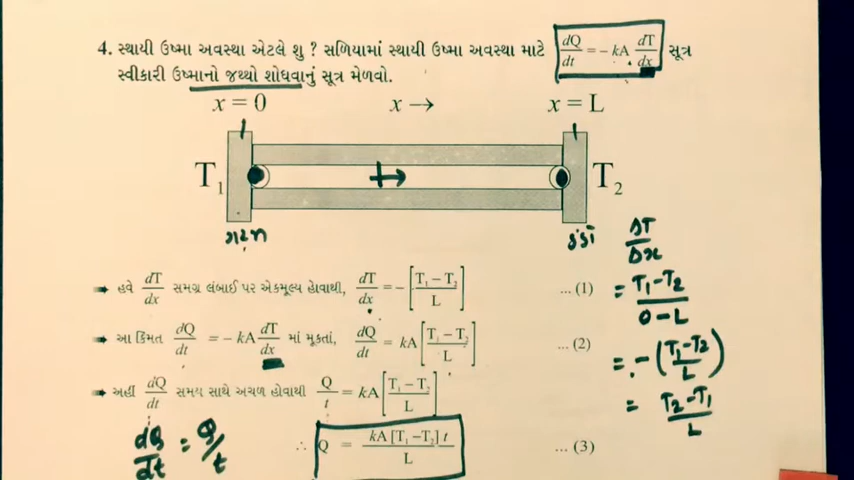 4. સ્થાયી ઉષ્મા અવસ્થા એટલે શુ ? સળિયામાં સ્થાયી ઉષ્મા અવસ્થા માટે dQ/dt = – kA dT/dx સૂત્ર
સ્વીકારી ઉષ્માનો જથ્થો શોધવાનું સૂત્ર મેળવો.
x = 0 x → x = L
T₁ T₂
ગરમ ઠંડો
➠ હવે dT/dx સમગ્ર લંબાઈ પર એકમૂલ્ય હોવાથી, dT/dx = – [T₁ – T₂ / L] ... (1)
➠ આ કિંમત dQ/dt = – kA dT/dx માં મૂકતાં, dQ/dt = kA [T₁ – T₂ / L] ... (2)
➠ અહીં dQ/dt સમય સાથે અચળ હોવાથી Q/t = kA [T₁ – T₂ / L]
∴ Q = kA [T₁ – T₂] t / L ... (3)
dQ/dt = Q/t
ΔT/Δx
= T₁ – T₂ / 0 – L
= – (T₁ – T₂ / L)
= T₂ – T₁ / L